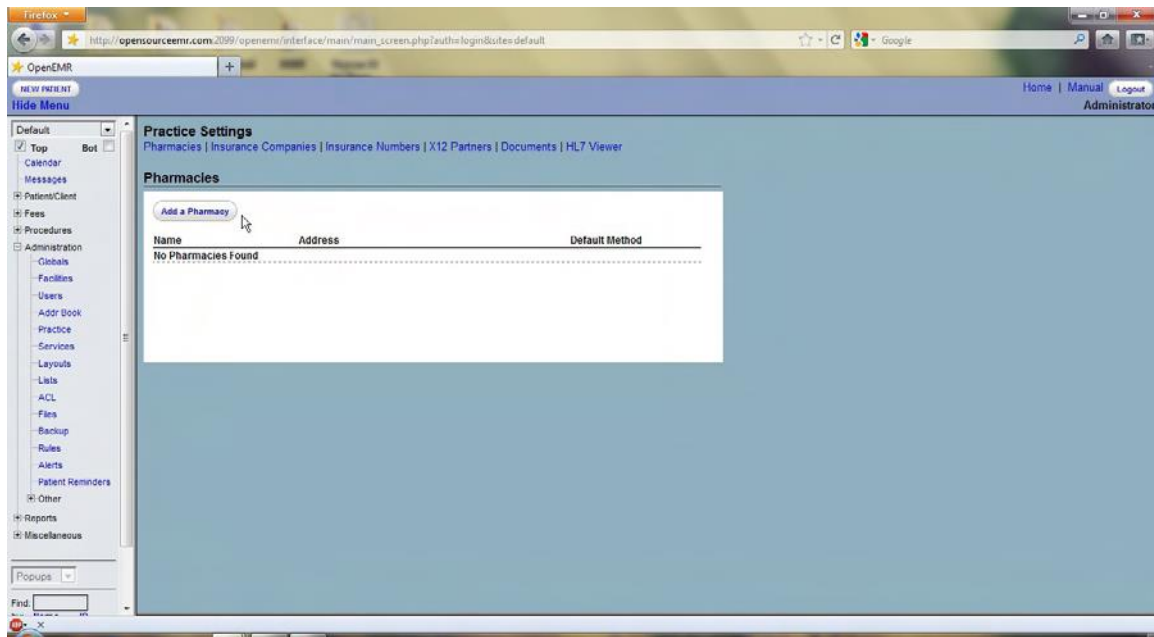 Firefox
http://opensourceemr.com:2099/openemr/interface/main/main_screen.php?auth=login&site=default
Google
OpenEMR
+
NEW PATIENT
Home | Manual Logout
Hide Menu
Administrator
Default
Top Bot
Calendar
Messages
Patient/Client
Fees
Procedures
Administration
Globals
Facilities
Users
Addr Book
Practice
Services
Layouts
Lists
ACL
Files
Backup
Rules
Alerts
Patient Reminders
Other
Reports
Miscellaneous
Popups
Find:
Practice Settings
Pharmacies | Insurance Companies | Insurance Numbers | X12 Partners | Documents | HL7 Viewer
Pharmacies
Add a Pharmacy
Name Address Default Method
No Pharmacies Found